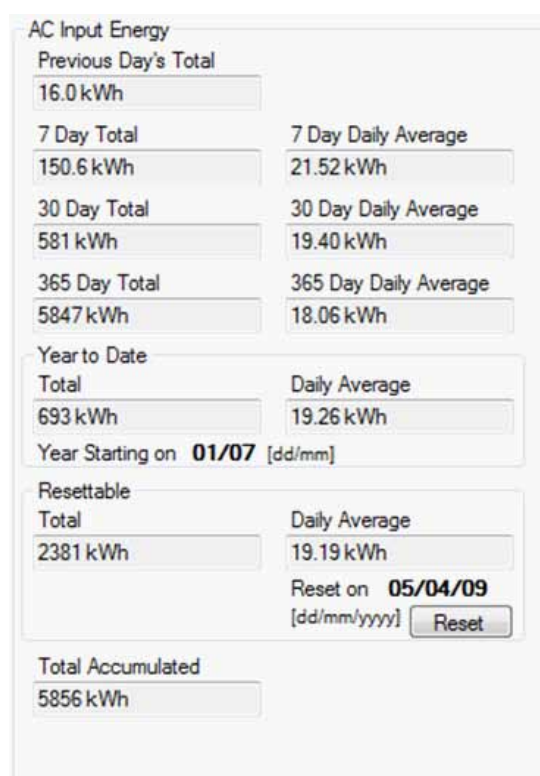 AC Input Energy
Previous Day's Total
16.0 kWh
7 Day Total 7 Day Daily Average
150.6 kWh 21.52 kWh
30 Day Total 30 Day Daily Average
581 kWh 19.40 kWh
365 Day Total 365 Day Daily Average
5847 kWh 18.06 kWh
Year to Date
Total Daily Average
693 kWh 19.26 kWh
Year Starting on 01/07 [dd/mm]
Resettable
Total Daily Average
2381 kWh 19.19 kWh
Reset on 05/04/09
[dd/mm/yyyy] Reset
Total Accumulated
5856 kWh